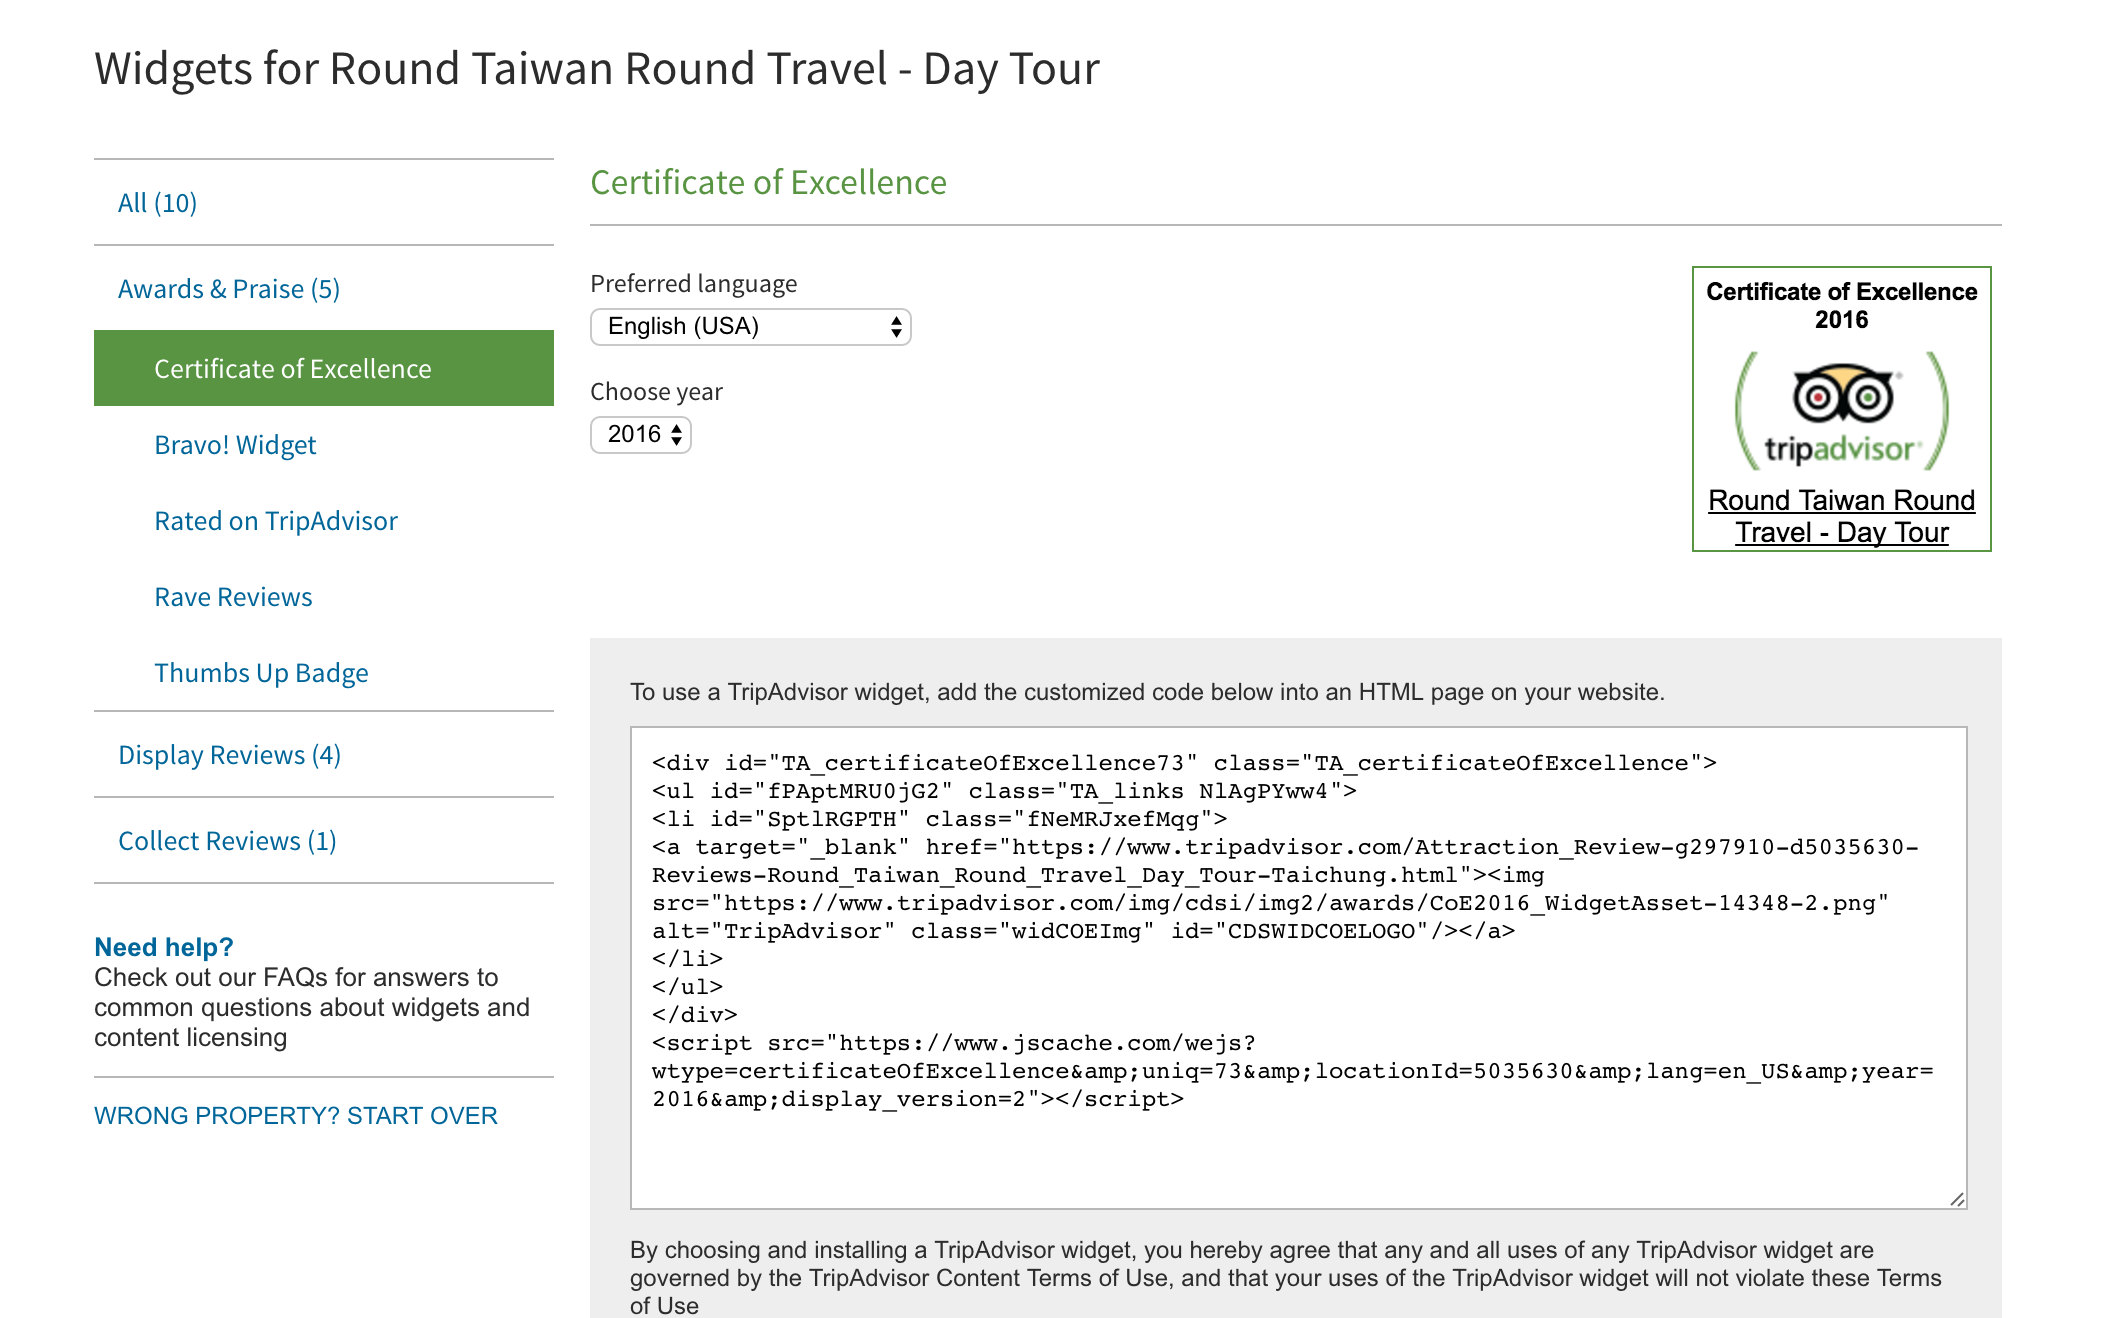 Widgets for Round Taiwan Round Travel - Day Tour
All (10)
Awards & Praise (5)
Certificate of Excellence
Bravo! Widget
Rated on TripAdvisor
Rave Reviews
Thumbs Up Badge
Display Reviews (4)
Collect Reviews (1)
Need help?
Check out our FAQs for answers to
common questions about widgets and
content licensing
WRONG PROPERTY? START OVER
Certificate of Excellence
Preferred language
English (USA)
Choose year
2016
Certificate of Excellence
2016
tripadvisor®
Round Taiwan Round
Travel - Day Tour
To use a TripAdvisor widget, add the customized code below into an HTML page on your website.
<div id="TA_certificateOfExcellence73" class="TA_certificateOfExcellence">
<ul id="fPAptMRU0jG2" class="TA_links NlAgPYww4">
<li id="SptlRGPTH" class="fNeMRJxefMqg">
<a target="_blank" href="https://www.tripadvisor.com/Attraction_Review-g297910-d5035630-
Reviews-Round_Taiwan_Round_Travel_Day_Tour-Taichung.html"><img
src="https://www.tripadvisor.com/img/cdsi/img2/awards/CoE2016_WidgetAsset-14348-2.png"
alt="TripAdvisor" class="widCOEImg" id="CDSWIDCOELOGO"/></a>
</li>
</ul>
</div>
<script src="https://www.jscache.com/wejs?
wtype=certificateOfExcellence&amp;uniq=73&amp;locationId=5035630&amp;lang=en_US&amp;year=
2016&amp;display_version=2"></script>
By choosing and installing a TripAdvisor widget, you hereby agree that any and all uses of any TripAdvisor widget are
governed by the TripAdvisor Content Terms of Use, and that your uses of the TripAdvisor widget will not violate these Terms
of Use